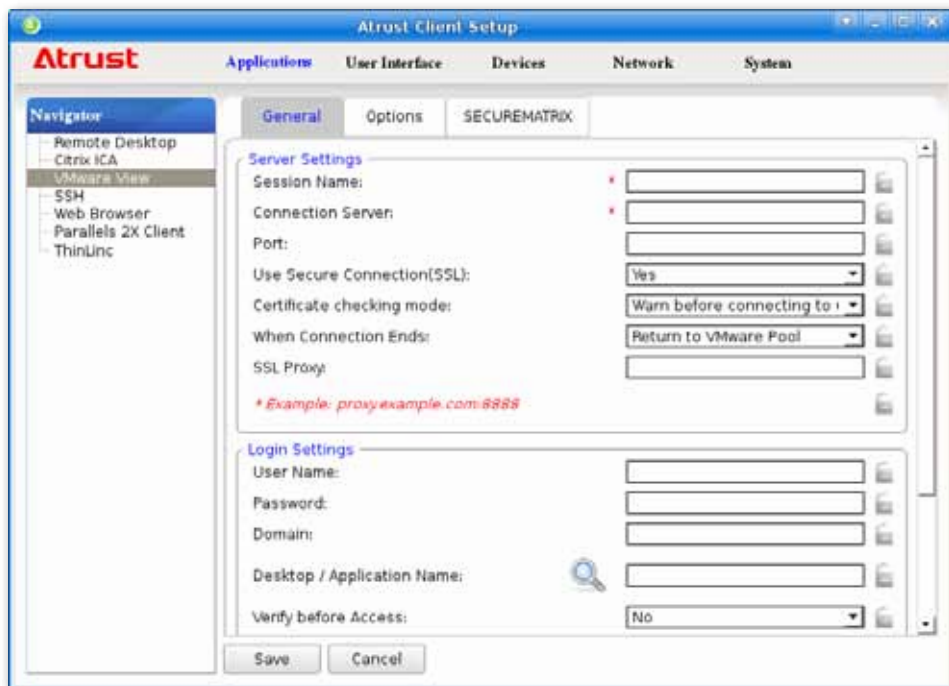 Atrust Client Setup
Atrust
Applications User Interface Devices Network System
Navigator
Remote Desktop
Citrix ICA
VMware View
SSH
Web Browser
Parallels 2X Client
ThinLinc
General Options SECUREMATRIX
Server Settings
Session Name: *
Connection Server: *
Port:
Use Secure Connection(SSL): Yes
Certificate checking mode: Warn before connecting to
When Connection Ends: Return to VMware Pool
SSL Proxy:
* Example: proxy.example.com:8888
Login Settings
User Name:
Password:
Domain:
Desktop / Application Name:
Verify before Access: No
Save Cancel